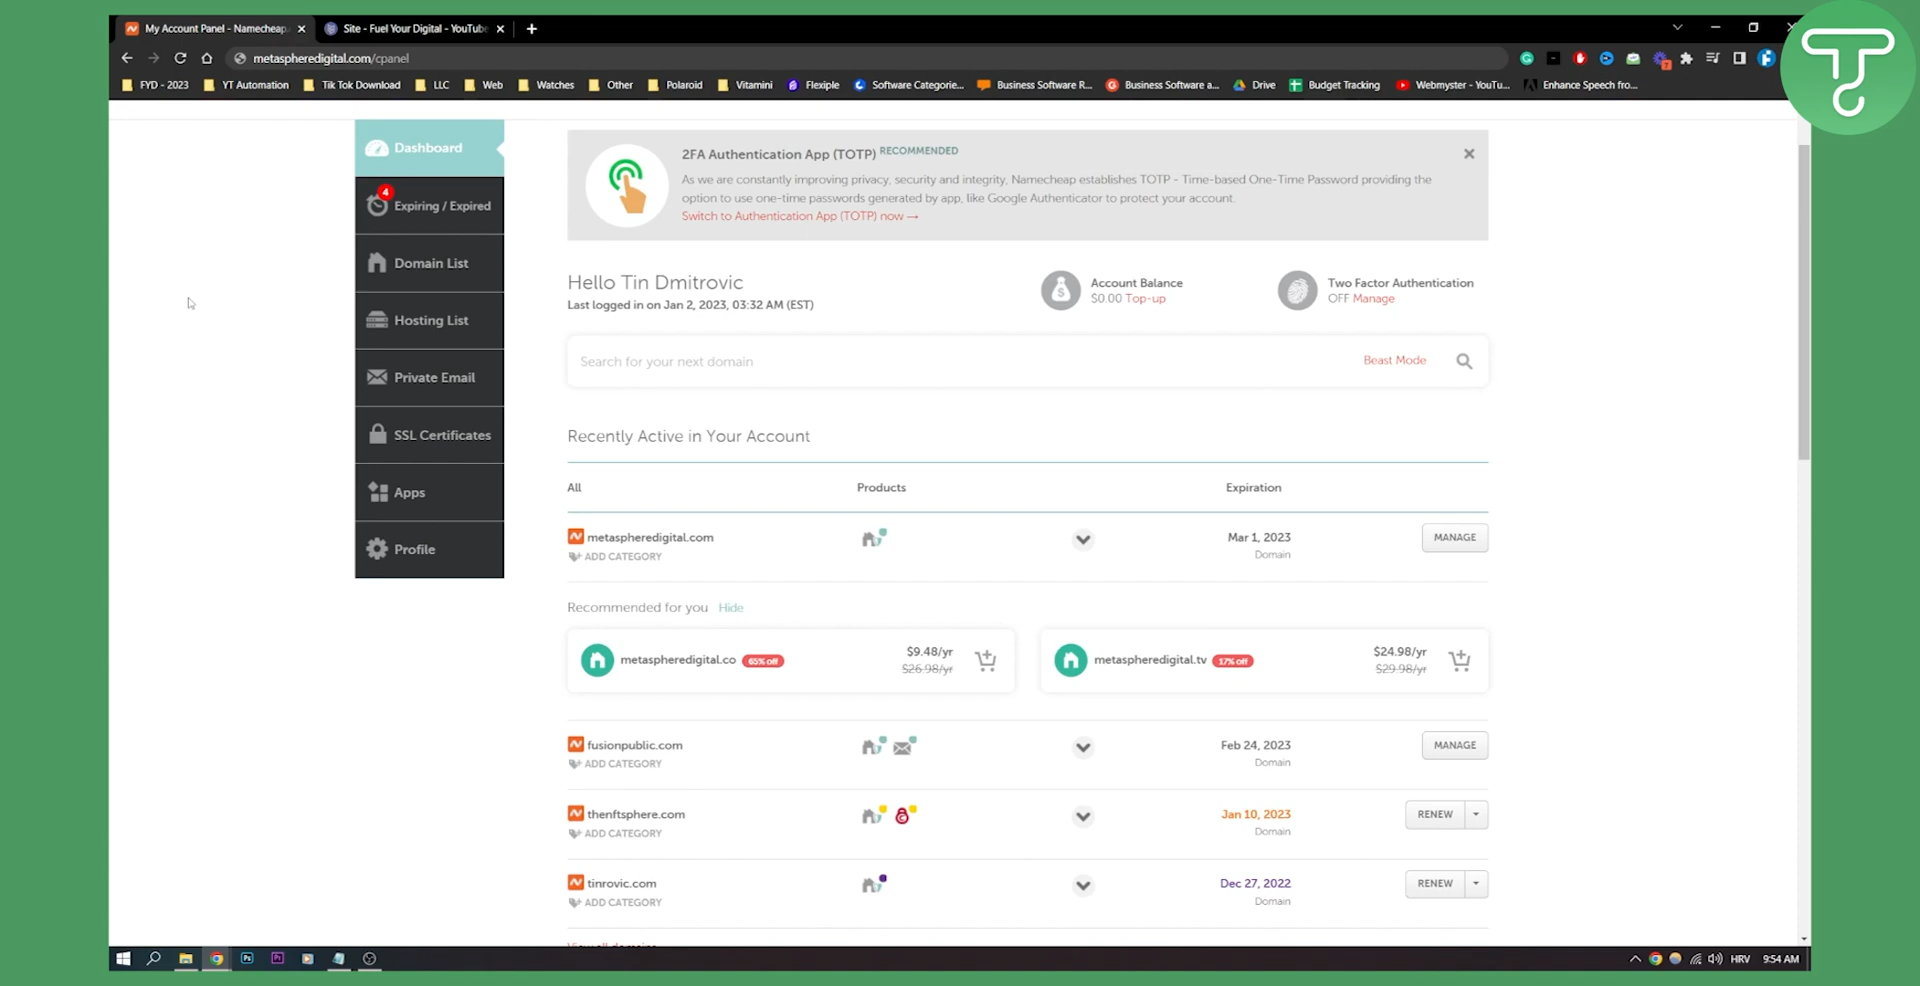 My Account Panel - Namecheap
Site - Fuel Your Digital - YouTube
metaspheredigital.com/cpanel
FYD - 2023
YT Automation
Tik Tok Download
LLC
Web
Watches
Other
Polaroid
Vitamini
Flexiple
Software Categorie...
Business Software R...
Business Software a...
Drive
Budget Tracking
Webmyster - YouTu...
Enhance Speech fro...
Dashboard
4
Expiring / Expired
Domain List
Hosting List
Private Email
SSL Certificates
Apps
Profile
2FA Authentication App (TOTP) RECOMMENDED
As we are constantly improving privacy, security and integrity, Namecheap establishes TOTP - Time-based One-Time Password providing the
option to use one-time passwords generated by app, like Google Authenticator to protect your account.
Switch to Authentication App (TOTP) now →
Hello Tin Dmitrovic
Last logged in on Jan 2, 2023, 03:32 AM (EST)
Account Balance
$0.00 Top-up
Two Factor Authentication
OFF Manage
Search for your next domain
Beast Mode
Recently Active in Your Account
All Products Expiration
metaspheredigital.com Mar 1, 2023 MANAGE
ADD CATEGORY Domain
Recommended for you Hide
metaspheredigital.co 65% off $9.48/yr
$26.98/yr
metaspheredigital.tv 17% off $24.98/yr
$29.98/yr
fusionpublic.com Feb 24, 2023 MANAGE
ADD CATEGORY Domain
thenftsphere.com Jan 10, 2023 RENEW
ADD CATEGORY Domain
tinrovic.com Dec 27, 2022 RENEW
ADD CATEGORY Domain
View all domains
HRV 9:54 AM